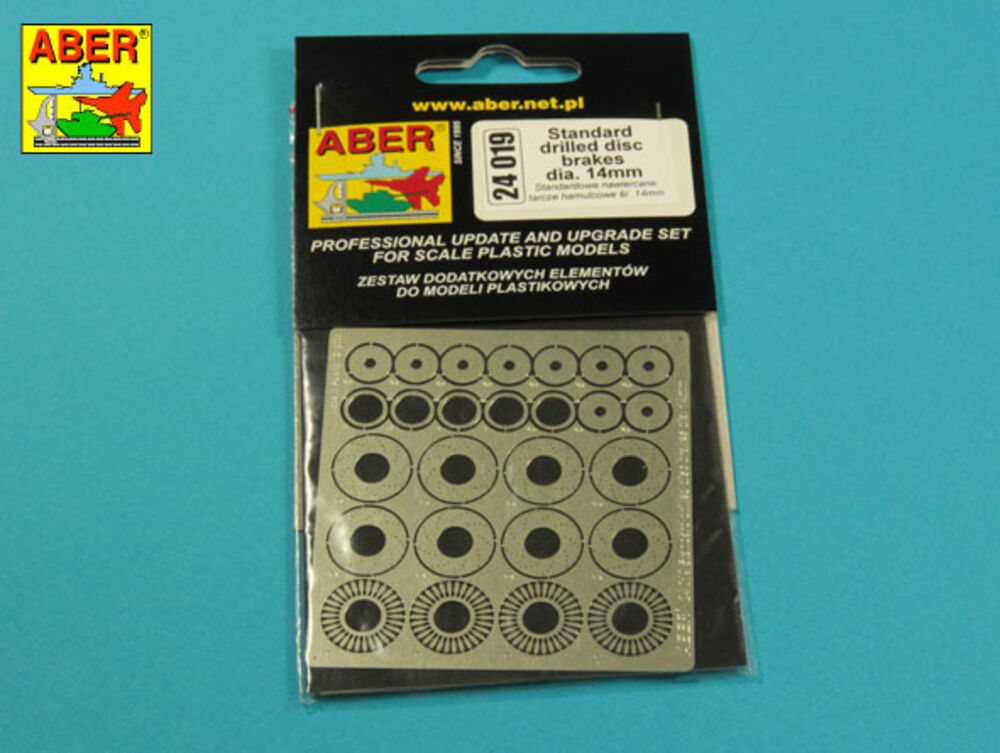 ABER®
www.aber.net.pl
ABER®
SINCE 1995
24 019
Standard
drilled disc
brakes
dia. 14mm
Standardowe nawiercane
tarcze hamulcowe śr. 14mm
PROFESSIONAL UPDATE AND UPGRADE SET
FOR SCALE PLASTIC MODELS
ZESTAW DODATKOWYCH ELEMENTÓW
DO MODELI PLASTIKOWYCH
ABER